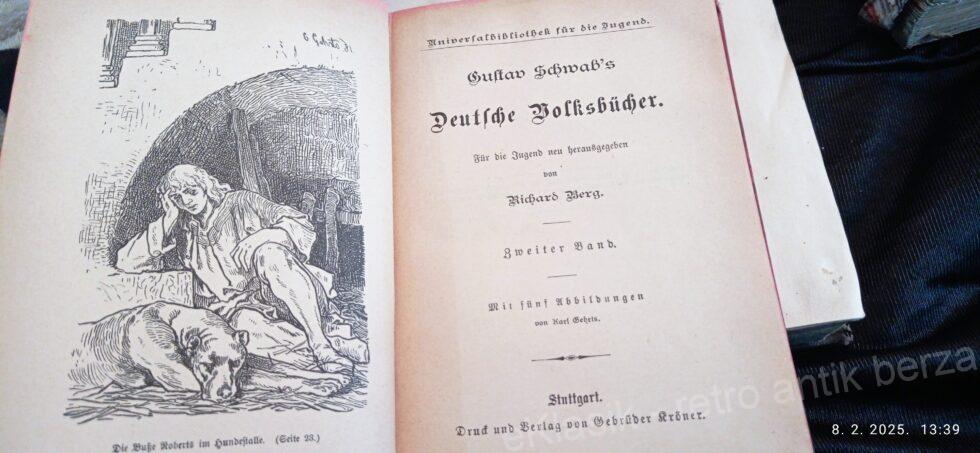 C Gehrts
Die Buße Roberts im Hundestalle. (Seite 23.)
Universalbibliothek für die Jugend.
Gustav Schwab's
Deutsche Volksbücher.
Für die Jugend neu herausgegeben
von
Richard Berg.
Zweiter Band.
Mit fünf Abbildungen
von Karl Gehrts.
Stuttgart.
Druck und Verlag von Gebrüder Kröner.
retro antik berza
8. 2. 2025. 13:39